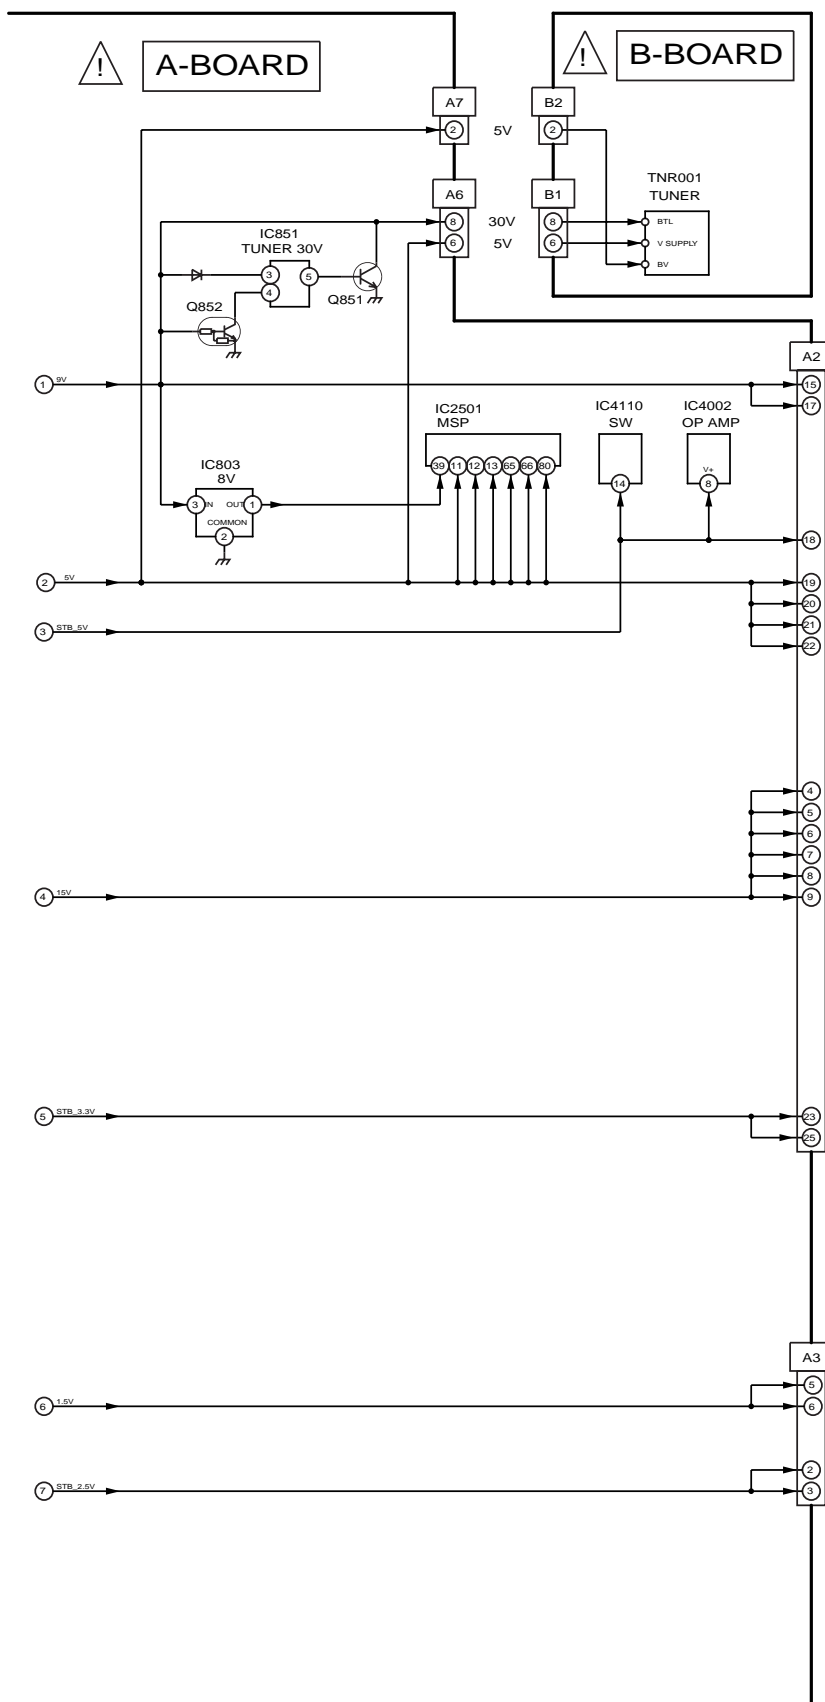 ! A-BOARD ! B-BOARD
A7 B2
2 5V 2
TNR001
TUNER
A6 B1
8 30V 8 BTL
6 5V 6 V SUPPLY
BV
IC851
TUNER 30V
3 5
4
Q852 Q851
A2
1 9V 15
17
IC2501 IC4110 IC4002
MSP SW OP AMP
39 11 12 13 65 66 80
14
V+
8
IC803
8V
3 IN OUT 1
COMMON
2
18
2 5V 19
20
3 STB_5V 21
22
4
5
6
7
8
4 15V 9
5 STB_3.3V 23
25
A3
5
6 1.5V 6
2
7 STB_2.5V 3